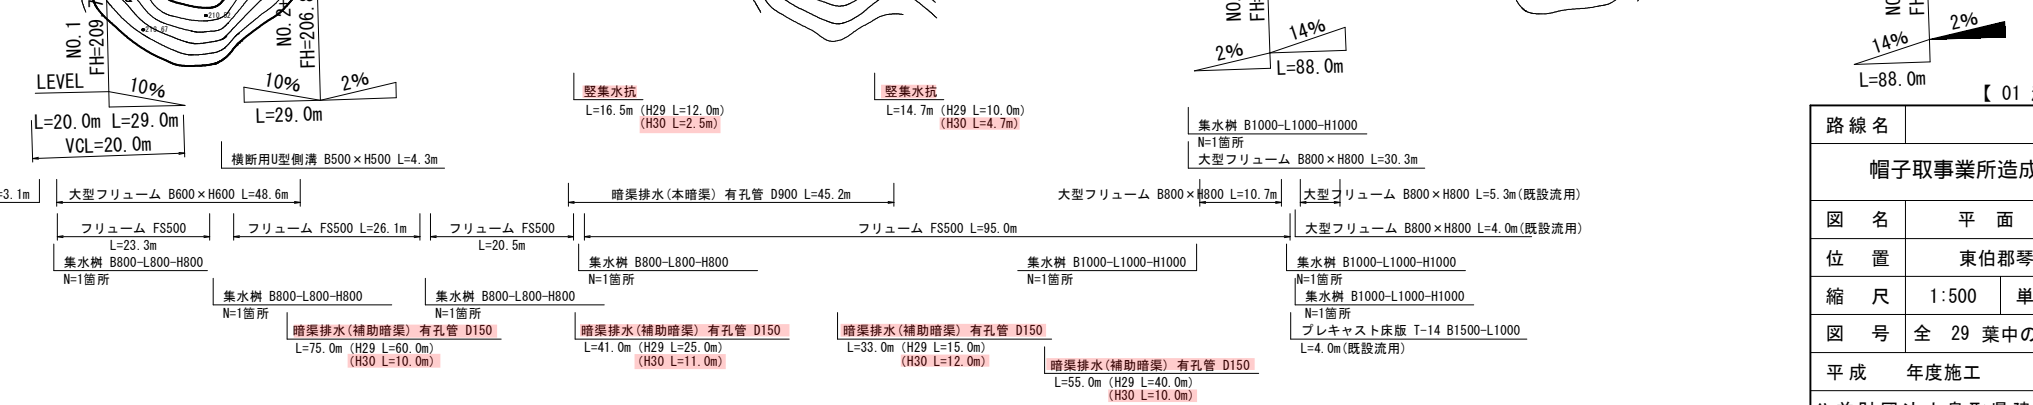 210.52
210.67
NO.1
FH=209.7
NO.2+
FH=206.8
LEVEL
10%
L=20.0m L=29.0m
VCL=20.0m
10%
2%
L=29.0m
竪集水抗
L=16.5m (H29 L=12.0m)
(H30 L=2.5m)
竪集水抗
L=14.7m (H29 L=10.0m)
(H30 L=4.7m)
2%
14%
L=88.0m
14%
2%
L=88.0m
【 01
横断用U型側溝 B500×H500 L=4.3m
集水桝 B1000-L1000-H1000
N=1箇所
大型フリューム B800×H800 L=30.3m
=3.1m
大型フリューム B600×H600 L=48.6m
暗渠排水(本暗渠) 有孔管 D900 L=45.2m
大型フリューム B800×H800 L=10.7m
大型フリューム B800×H800 L=5.3m(既設流用)
フリューム FS500
L=23.3m
フリューム FS500 L=26.1m
フリューム FS500
L=20.5m
フリューム FS500 L=95.0m
大型フリューム B800×H800 L=4.0m(既設流用)
集水桝 B800-L800-H800
N=1箇所
集水桝 B800-L800-H800
N=1箇所
集水桝 B1000-L1000-H1000
N=1箇所
集水桝 B1000-L1000-H1000
N=1箇所
集水桝 B800-L800-H800
N=1箇所
集水桝 B800-L800-H800
N=1箇所
集水桝 B1000-L1000-H1000
N=1箇所
暗渠排水(補助暗渠) 有孔管 D150
L=75.0m (H29 L=60.0m)
(H30 L=10.0m)
暗渠排水(補助暗渠) 有孔管 D150
L=41.0m (H29 L=25.0m)
(H30 L=11.0m)
暗渠排水(補助暗渠) 有孔管 D150
L=33.0m (H29 L=15.0m)
(H30 L=12.0m)
プレキャスト床版 T-14 B1500-L1000
L=4.0m(既設流用)
暗渠排水(補助暗渠) 有孔管 D150
L=55.0m (H29 L=40.0m)
(H30 L=10.0m)
路線名
帽子取事業所造成
図 名 平 面
位 置 東伯郡琴
縮 尺 1:500 単
図 号 全 29 葉中の
平成 年度施工